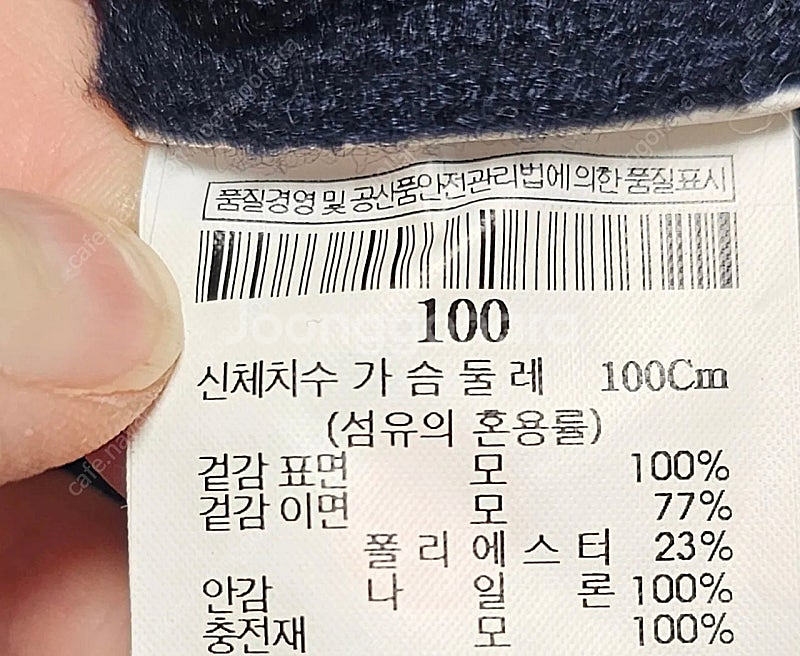 품질경영 및 공산품안전관리법에의한 품질표시
100
신체치수 가 슴 둘 레 100Cm
(섬유의 혼용률)
겉감 표면 모 100%
겉감 이면 모 77%
폴 리 에 스 터 23%
안감 나 일 론 100%
충전재 모 100%